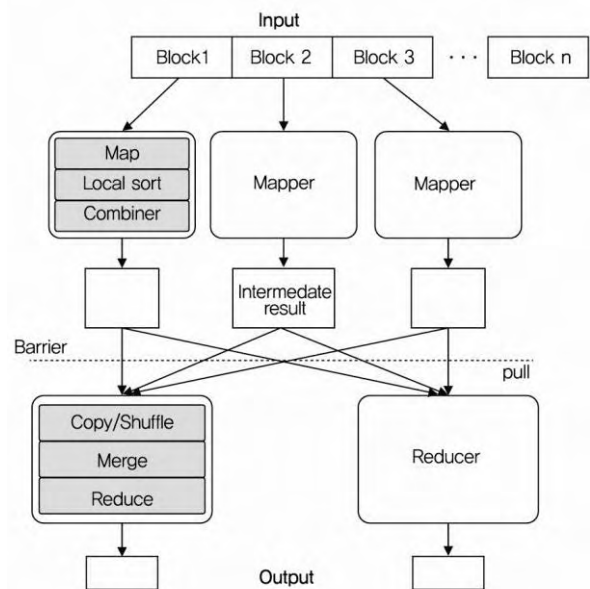 Input
Block1 Block 2 Block 3 · · · Block n
Map
Local sort
Combiner
Mapper
Mapper
Intermedate
result
Barrier
pull
Copy/Shuffle
Merge
Reduce
Reducer
Output